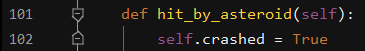 101 def hit_by_asteroid(self):
102 self.crashed = True